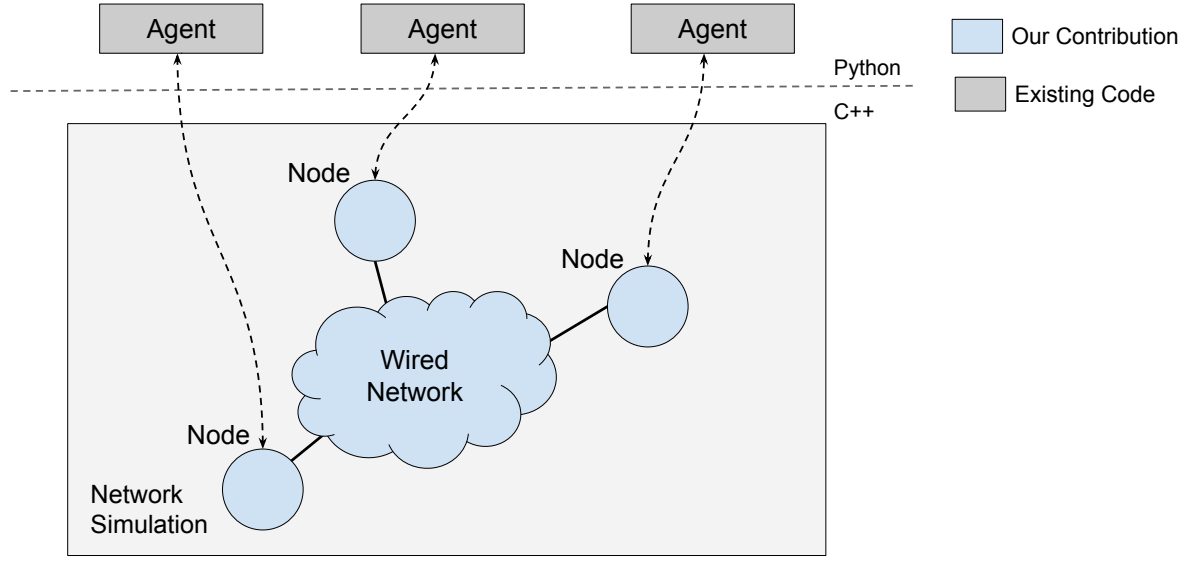 Agent
Agent
Agent
Our Contribution
Python
Existing Code
C++
Node
Node
Wired
Network
Node
Network
Simulation